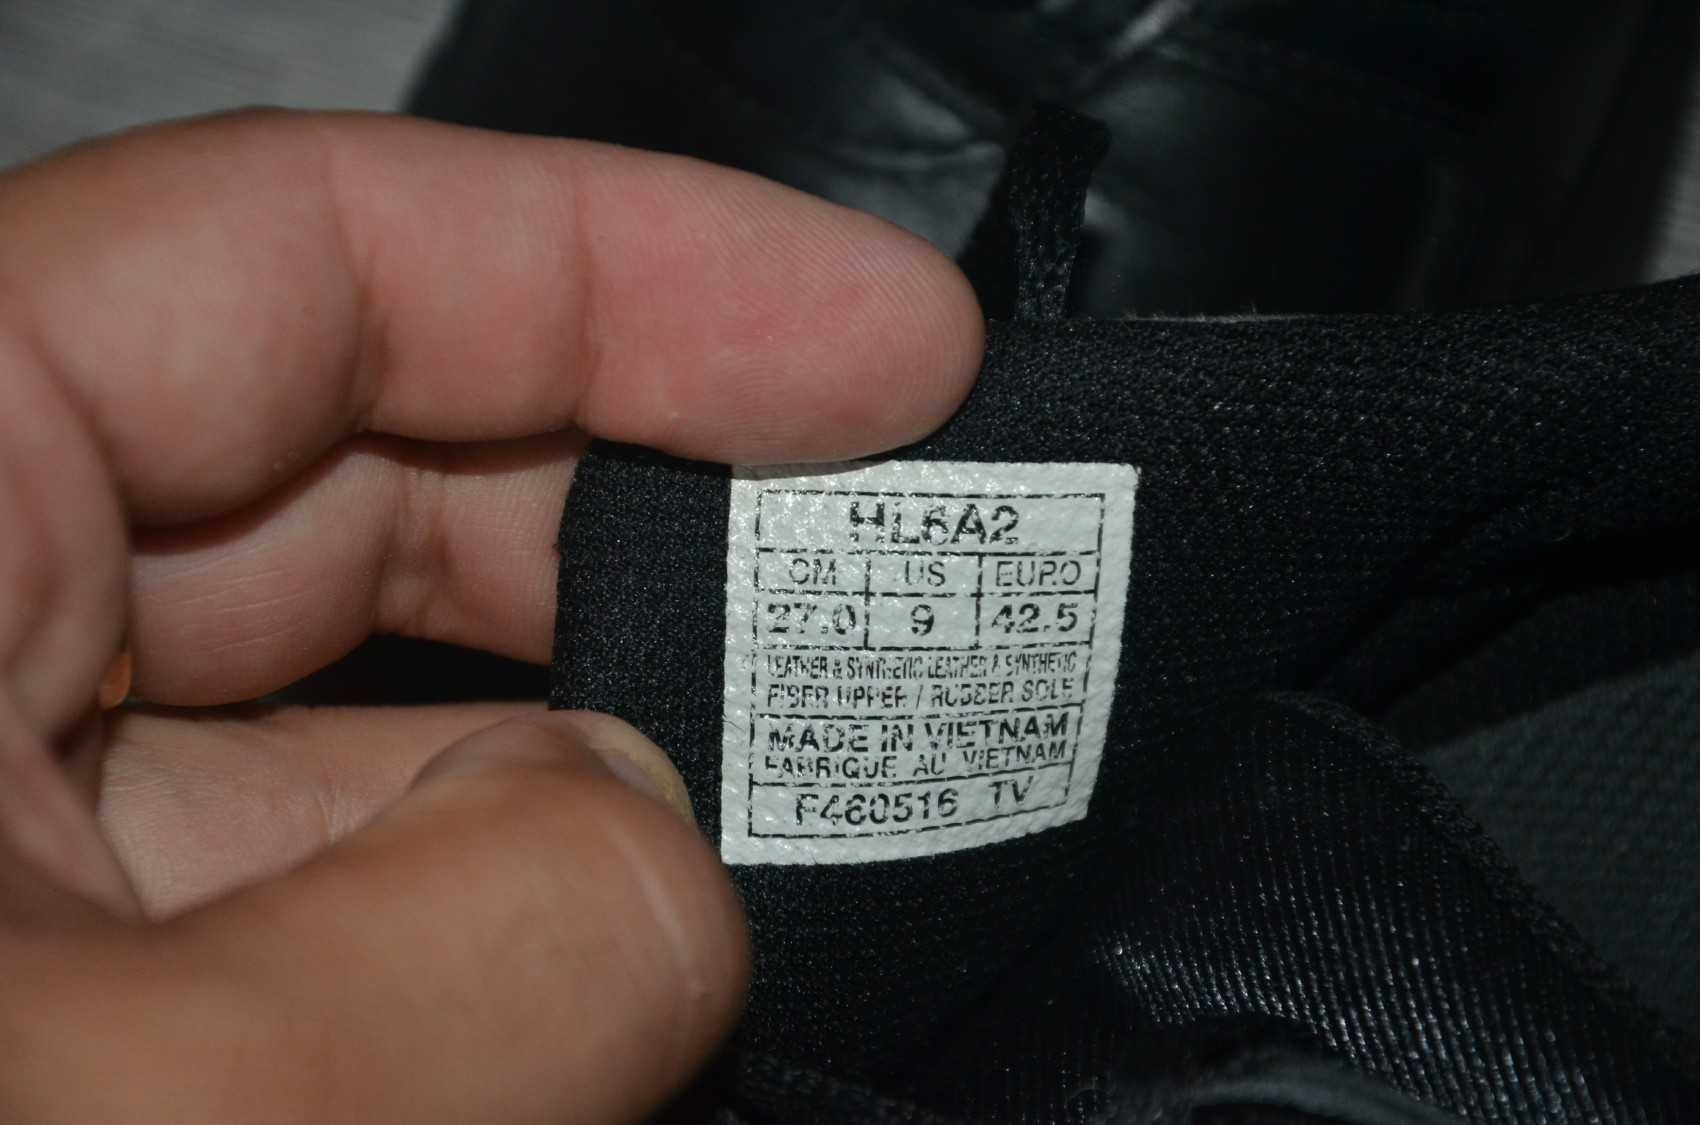 HL6A2
CM US EURO
27.0 9 42.5
LEATHER & SYNTHETIC LEATHER & SYNTHETIC
FIBER UPPER / RUBBER SOLE
MADE IN VIETNAM
FABRIQUE AU VIETNAM
F460516 TV